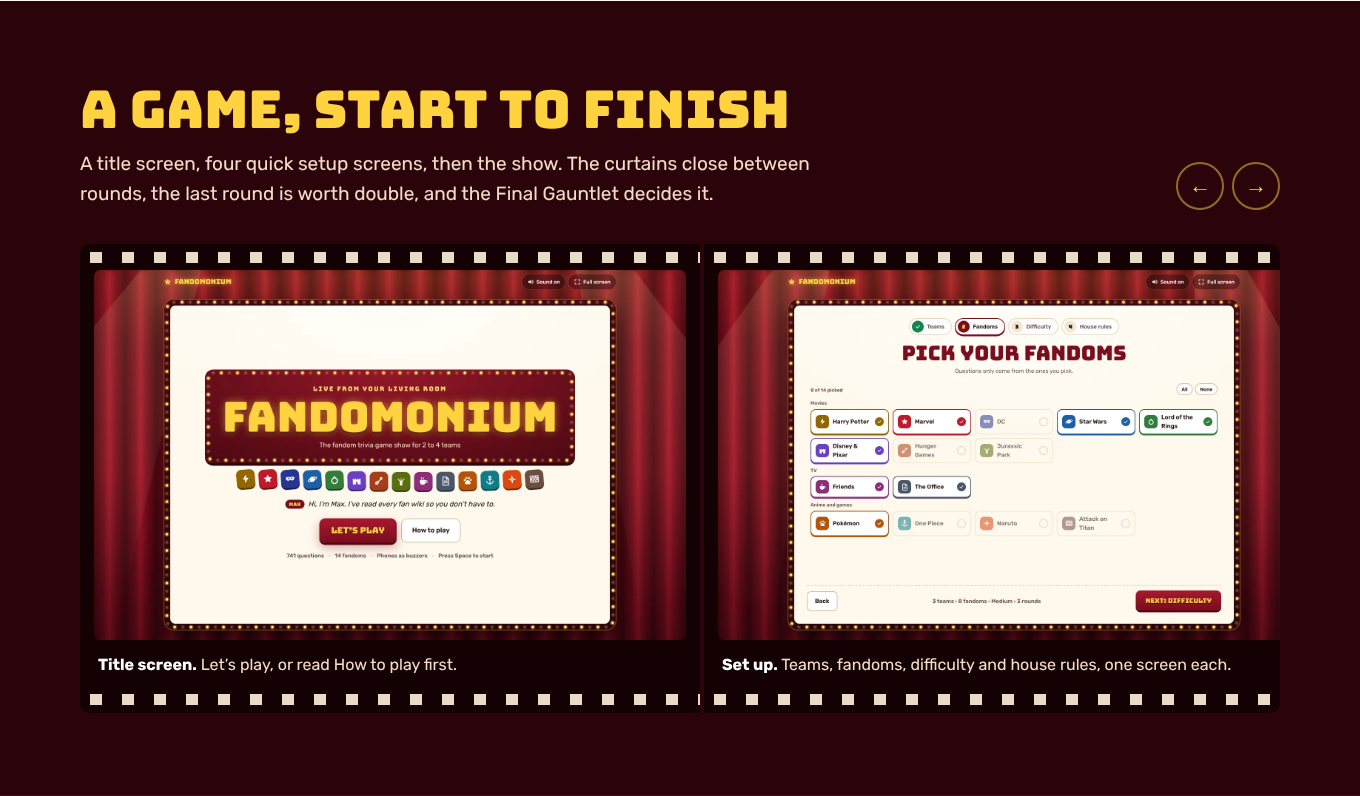 A GAME, START TO FINISH
A title screen, four quick setup screens, then the show. The curtains close between
rounds, the last round is worth double, and the Final Gauntlet decides it.
← →
FANDOMONIUM
Sound on
Full screen
LIVE FROM YOUR LIVING ROOM
FANDOMONIUM
The fandom trivia game show for 2 to 4 teams
MAX Hi, I'm Max. I've read every fan wiki so you don't have to.
LET'S PLAY
How to play
741 questions · 14 fandoms · Phones as buzzers · Press Space to start
Title screen. Let's play, or read How to play first.
FANDOMONIUM
Sound on
Full screen
Teams
Fandoms
3 Difficulty
4 House rules
PICK YOUR FANDOMS
Questions only come from the ones you pick.
8 of 14 picked
All
None
Movies
Harry Potter
Marvel
DC
Star Wars
Lord of the
Rings
Disney &
Pixar
Hunger
Games
Jurassic
Park
TV
Friends
The Office
Anime and games
Pokémon
One Piece
Naruto
Attack on
Titan
Back
3 teams · 8 fandoms · Medium · 3 rounds
NEXT: DIFFICULTY
Set up. Teams, fandoms, difficulty and house rules, one screen each.